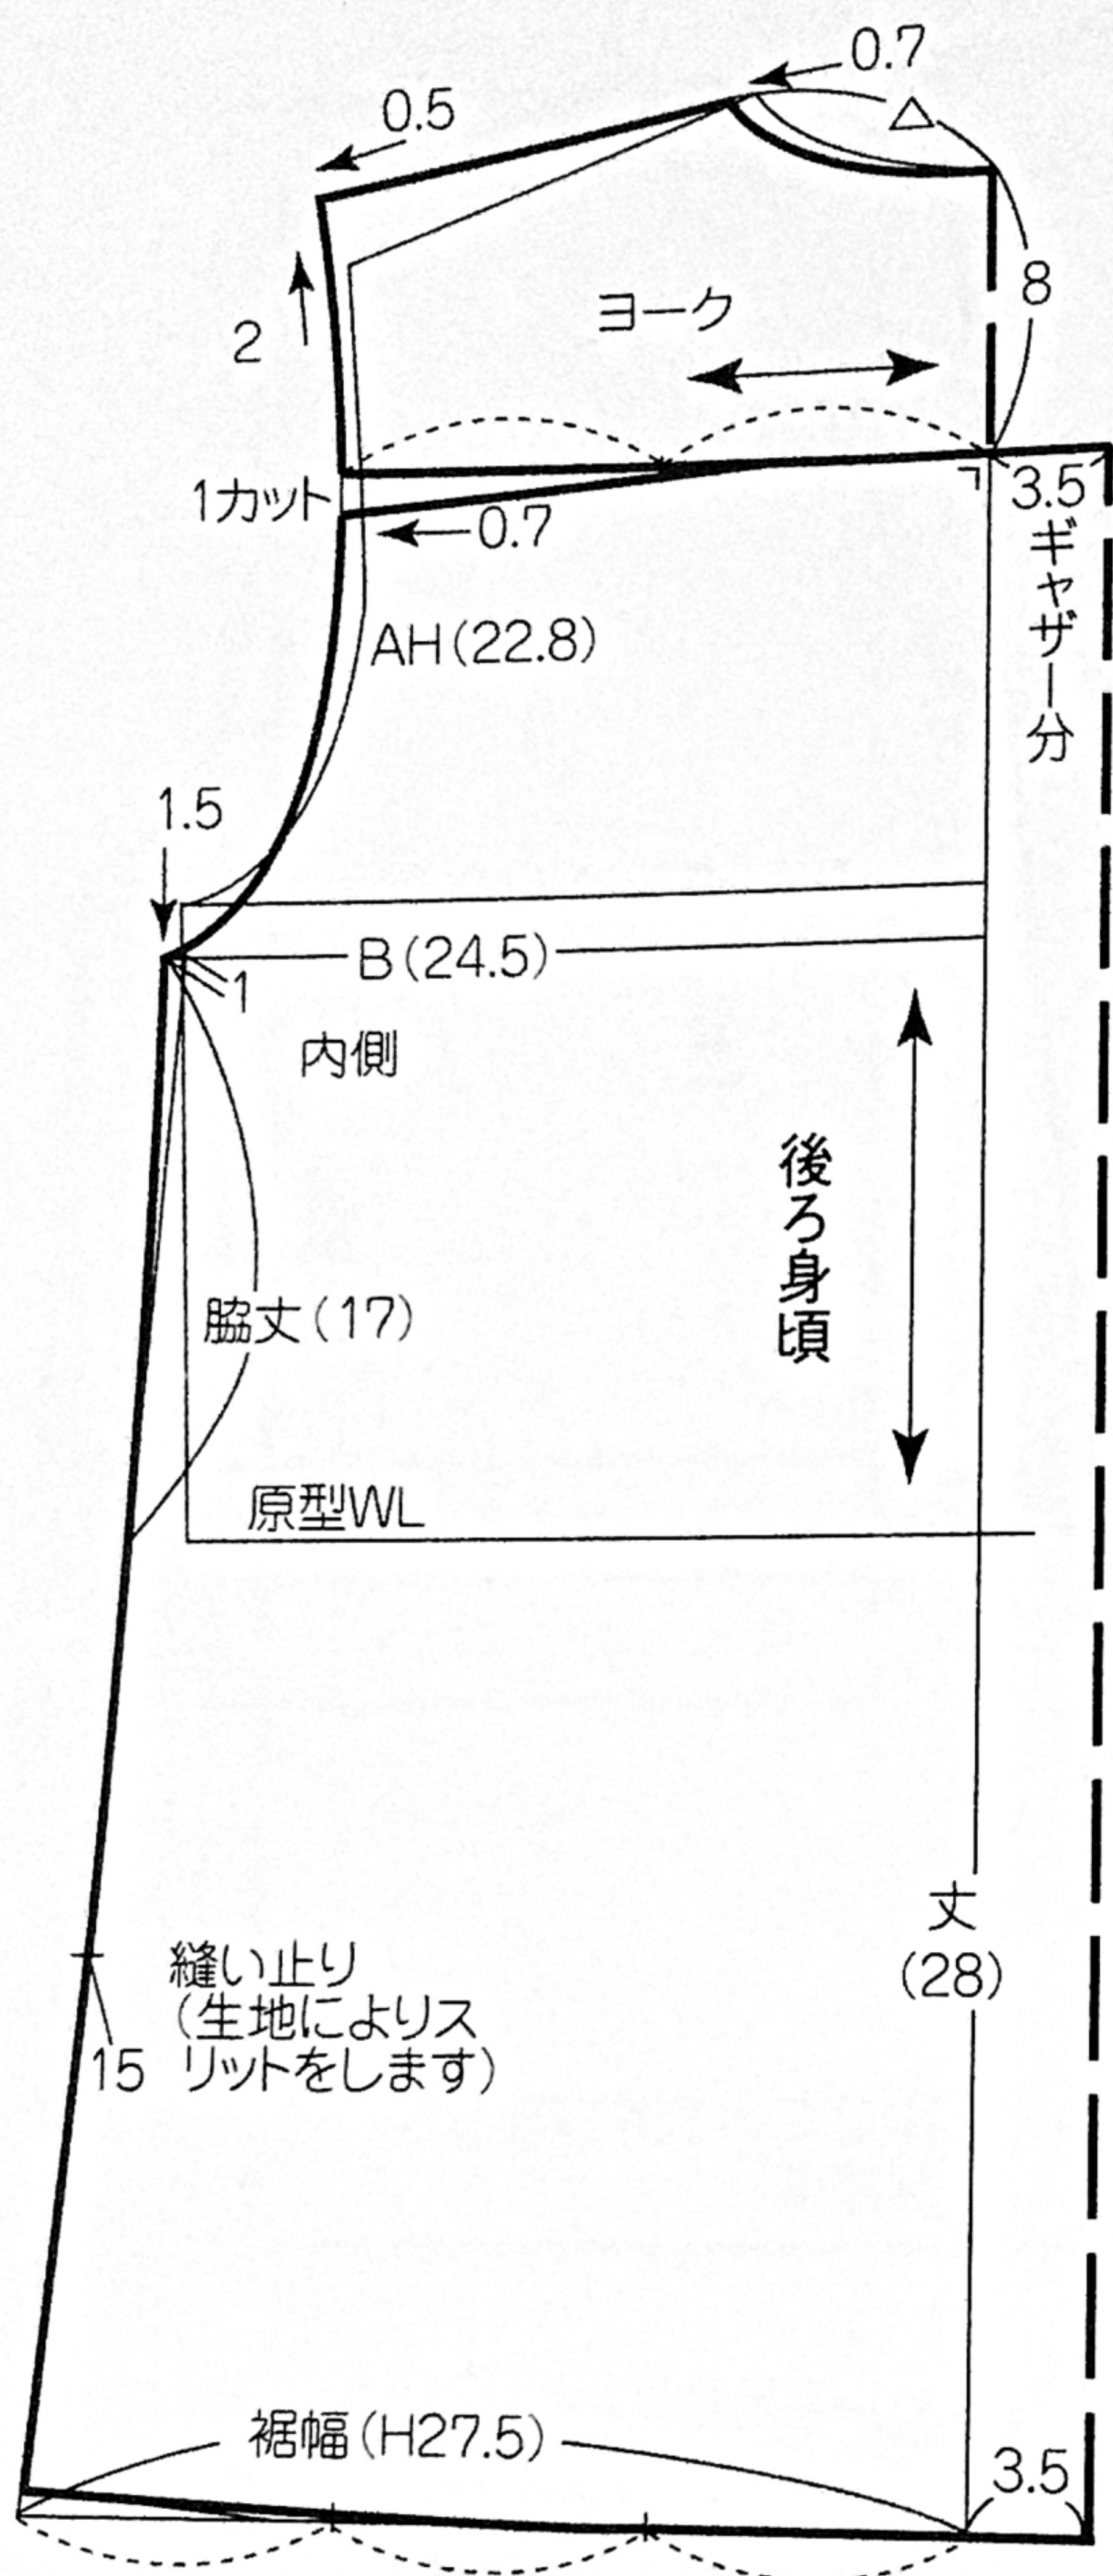 0.7
0.5
△
8
2
ヨーク
1カット
0.7
3.5
ギャザー分
AH(22.8)
1.5
B(24.5)
1
内側
後ろ身頃
脇丈(17)
原型WL
丈
(28)
縫い止り
(生地によりス
リットをします)
15
裾幅(H27.5)
3.5